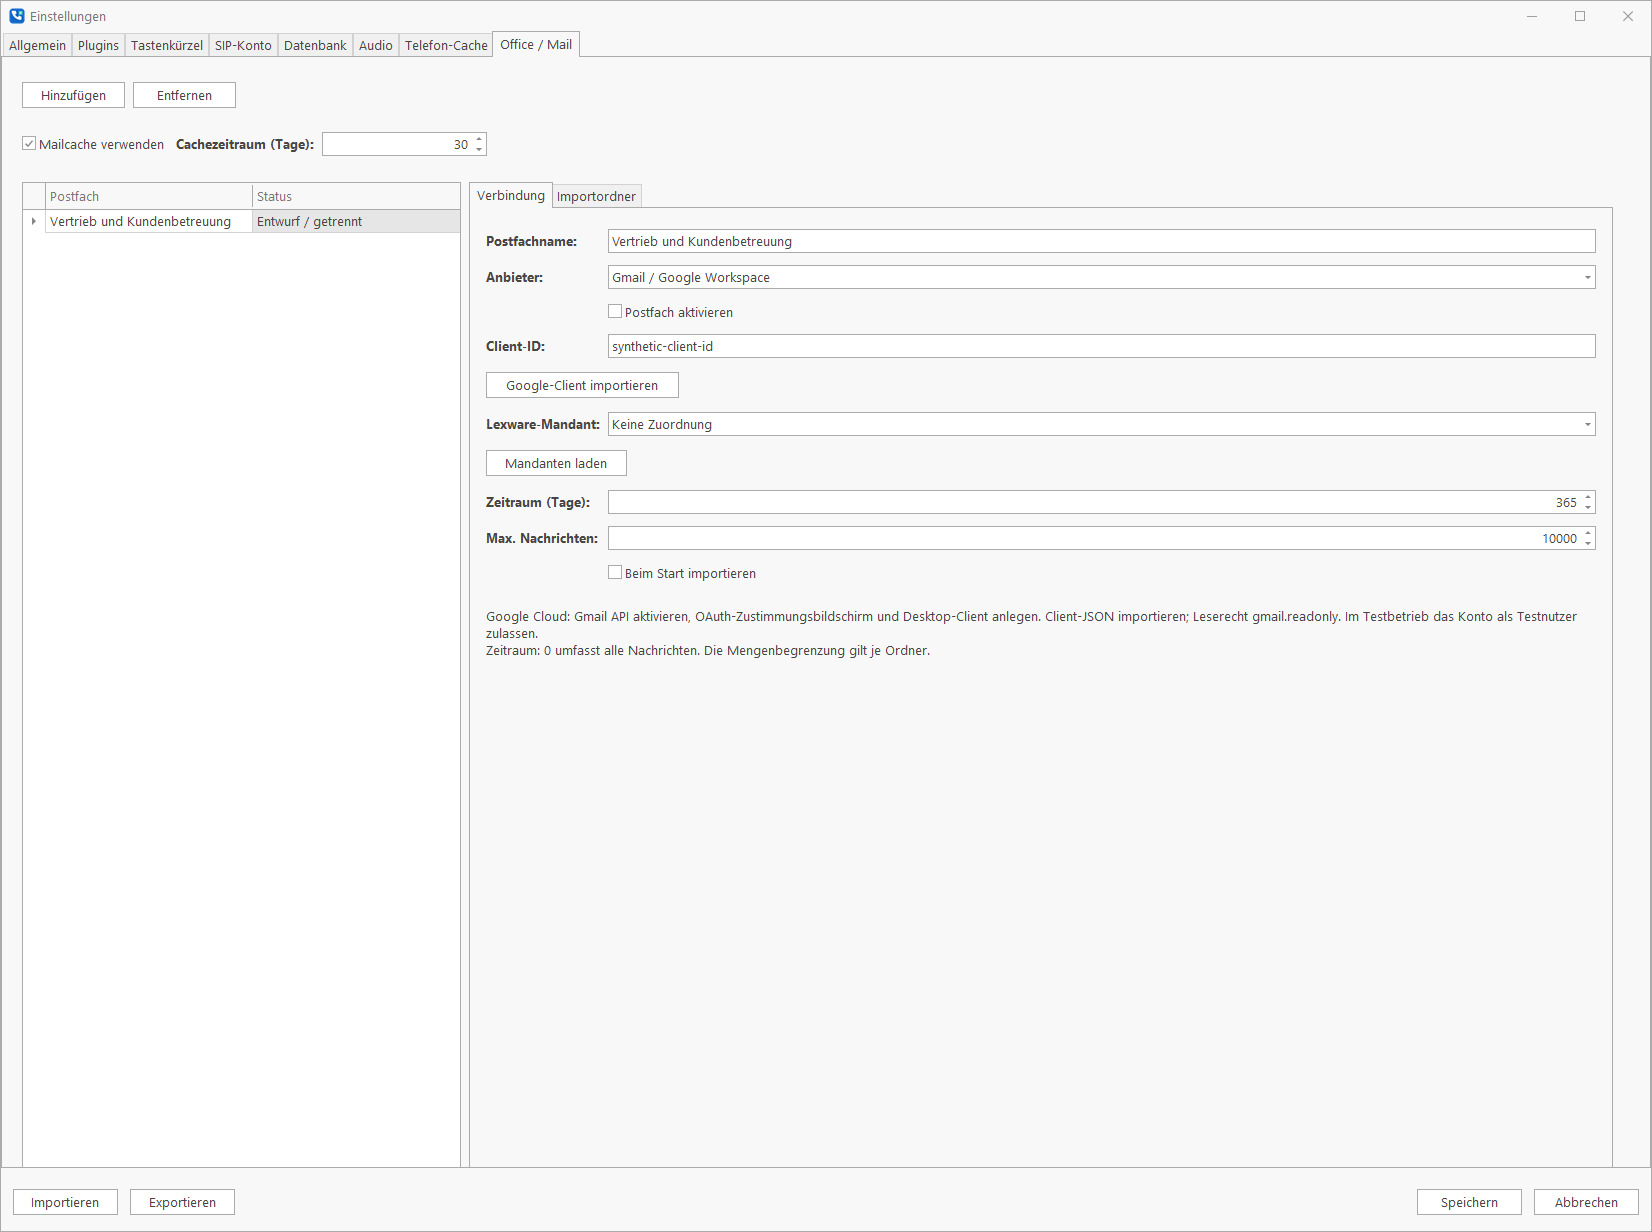 Einstellungen
Allgemein Plugins Tastenkürzel SIP-Konto Datenbank Audio Telefon-Cache Office / Mail
Hinzufügen Entfernen
Mailcache verwenden Cachezeitraum (Tage): 30
Postfach Status
Vertrieb und Kundenbetreuung Entwurf / getrennt
Verbindung Importordner
Postfachname: Vertrieb und Kundenbetreuung
Anbieter: Gmail / Google Workspace
Postfach aktivieren
Client-ID: synthetic-client-id
Google-Client importieren
Lexware-Mandant: Keine Zuordnung
Mandanten laden
Zeitraum (Tage): 365
Max. Nachrichten: 10000
Beim Start importieren
Google Cloud: Gmail API aktivieren, OAuth-Zustimmungsbildschirm und Desktop-Client anlegen. Client-JSON importieren; Leserecht gmail.readonly. Im Testbetrieb das Konto als Testnutzer
zulassen.
Zeitraum: 0 umfasst alle Nachrichten. Die Mengenbegrenzung gilt je Ordner.
Importieren Exportieren Speichern Abbrechen